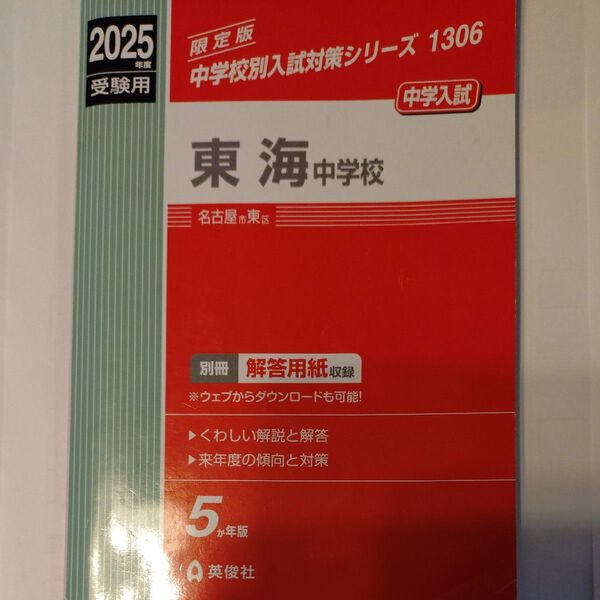 2025年度
受験用
限定版
中学校別入試対策シリーズ 1306
中学入試
東海中学校
名古屋市東区
別冊 解答用紙収録
※ウェブからダウンロードも可能!
▶くわしい解説と解答
▶来年度の傾向と対策
5か年版
英俊社